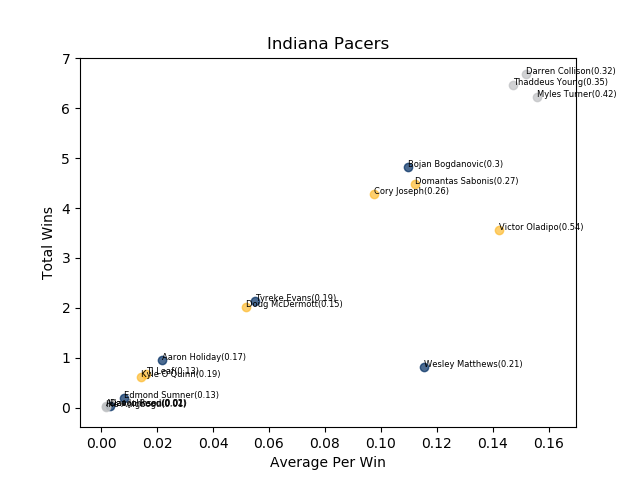 Indiana Pacers
Total Wins
7
6
5
4
3
2
1
0
Darren Collison(0.32)
Thaddeus Young(0.35)
Myles Turner(0.42)
Bojan Bogdanovic(0.3)
Domantas Sabonis(0.27)
Cory Joseph(0.26)
Victor Oladipo(0.54)
Tyreke Evans(0.19)
Doug McDermott(0.15)
Aaron Holiday(0.17)
Wesley Matthews(0.21)
TJ Leaf(0.13)
Kyle O'Quinn(0.19)
Edmond Sumner(0.13)
0.00 0.02 0.04 0.06 0.08 0.10 0.12 0.14 0.16
Average Per Win